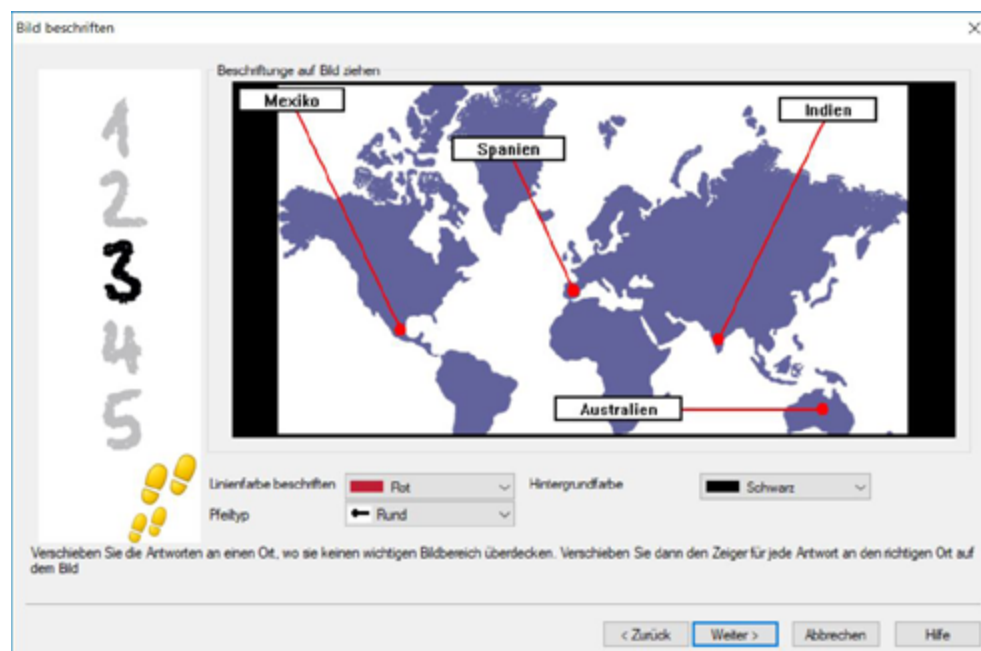 Bild beschriften
Beschriftunge auf Bild ziehen
Mexiko
Indien
Spanien
Australien
1
2
3
4
5
Linienfarbe beschriften Rot Hintergrundfarbe Schwarz
Pfeiltyp Rund
Verschieben Sie die Antworten an einen Ort, wo sie keinen wichtigen Bildbereich überdecken. Verschieben Sie dann den Zeiger für jede Antwort an den richtigen Ort auf
dem Bild
< Zurück Weiter > Abbrechen Hilfe